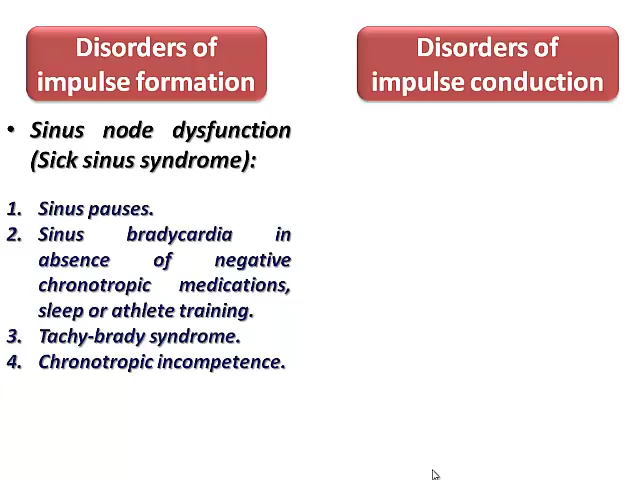 Disorders of
impulse formation
Disorders of
impulse conduction
• Sinus node dysfunction
(Sick sinus syndrome):
1. Sinus pauses.
2. Sinus bradycardia in
absence of negative
chronotropic medications,
sleep or athlete training.
3. Tachy-brady syndrome.
4. Chronotropic incompetence.